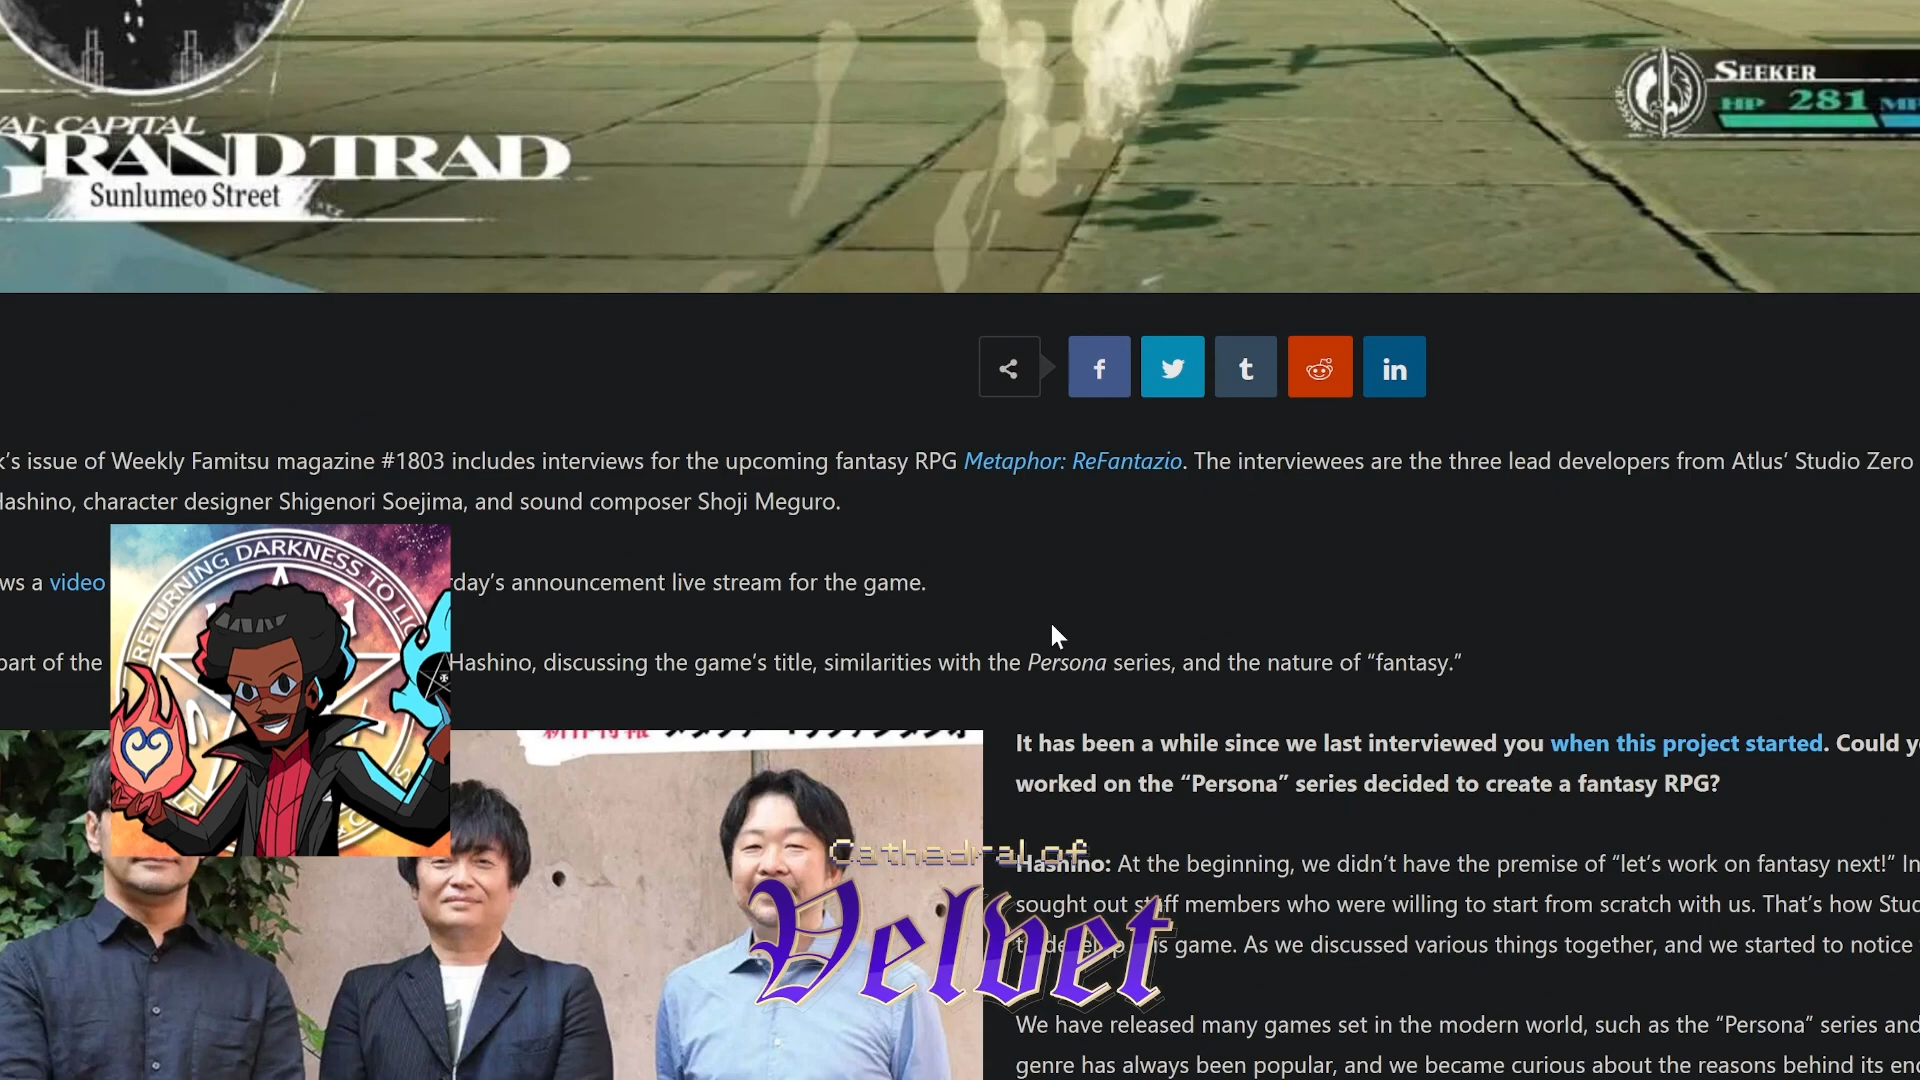 CAPITAL
GRAND TRAD
Sunlumeo Street
SEEKER
HP 281 MP
f t in
k’s issue of Weekly Famitsu magazine #1803 includes interviews for the upcoming fantasy RPG Metaphor: ReFantazio. The interviewees are the three lead developers from Atlus’ Studio Zero
Hashino, character designer Shigenori Soejima, and sound composer Shoji Meguro.
ws a video
rday’s announcement live stream for the game.
part of the
Hashino, discussing the game’s title, similarities with the Persona series, and the nature of “fantasy.”
RETURNING DARKNESS TO
It has been a while since we last interviewed you when this project started. Could
worked on the “Persona” series decided to create a fantasy RPG?
Cathedral of
Velvet
Hashino: At the beginning, we didn’t have the premise of “let’s work on fantasy next!” In
sought out staff members who were willing to start from scratch with us. That’s how
is game. As we discussed various things together, and we started to notice
We have released many games set in the modern world, such as the “Persona” series and
genre has always been popular, and we became curious about the reasons behind its